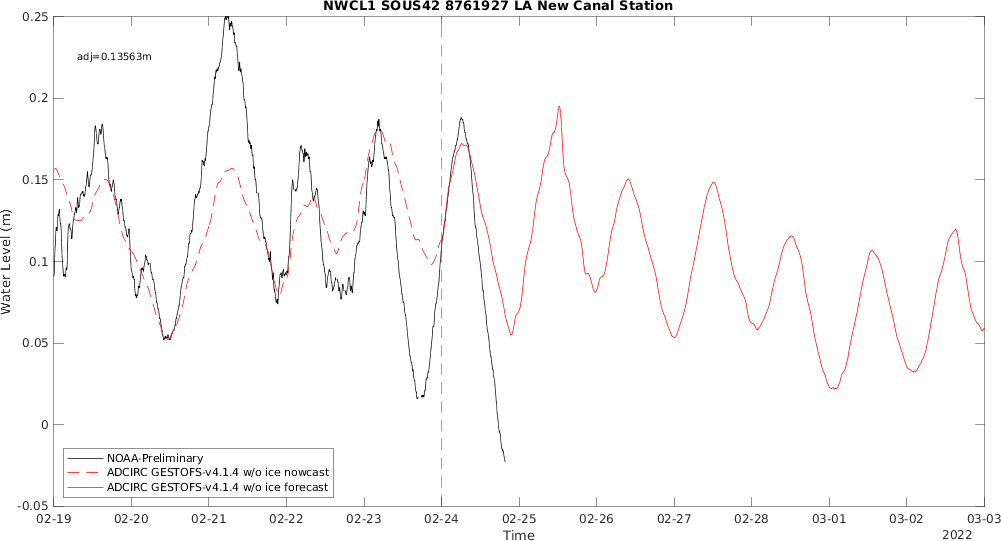 NWCL1 SOUS42 8761927 LA New Canal Station
0.25
adj=0.13563m
0.2
0.15
0.1
0.05
0
-0.05
Water Level (m)
NOAA-Preliminary
ADCIRC GESTOFS-v4.1.4 w/o ice nowcast
ADCIRC GESTOFS-v4.1.4 w/o ice forecast
02-19 02-20 02-21 02-22 02-23 02-24 02-25 02-26 02-27 02-28 03-01 03-02 03-03
Time
2022